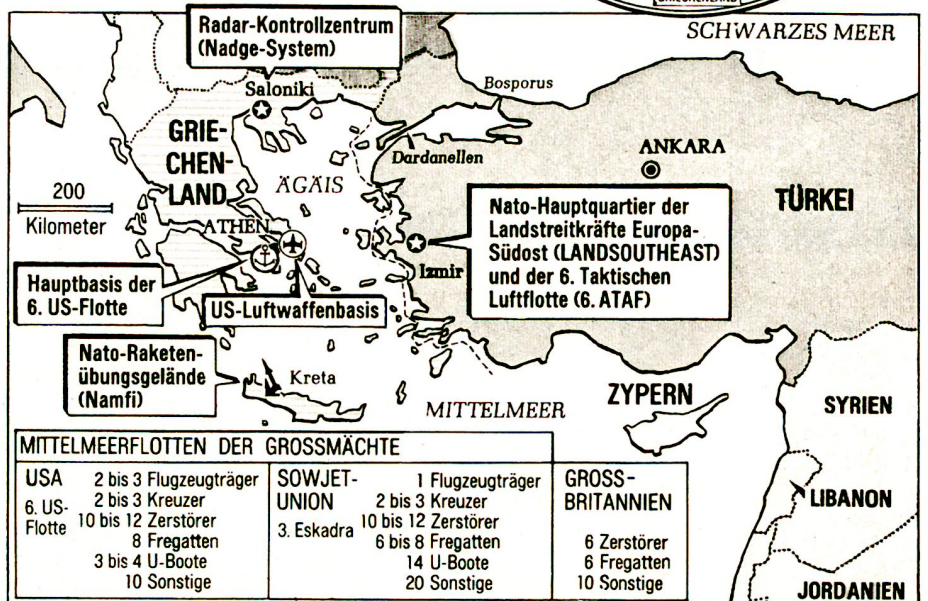 GRIECHENLAND
SCHWARZES MEER
Radar-Kontrollzentrum
(Nadge-System)
Saloniki
Bosporus
GRIE-
CHEN-
LAND
Dardanellen
ANKARA
ÄGÄIS
TÜRKEI
200
Kilometer
ATHEN
Nato-Hauptquartier der
Landstreitkräfte Europa-
Südost (LANDSOUTHEAST)
und der 6. Taktischen
Luftflotte (6. ATAF)
Izmir
Hauptbasis der
6. US-Flotte
US-Luftwaffenbasis
Nato-Raketen-
übungsgelände
(Namfi)
Kreta
MITTELMEER
ZYPERN
SYRIEN
LIBANON
JORDANIEN
MITTELMEERFLOTTEN DER GROSSMÄCHTE
USA
6. US-
Flotte
2 bis 3 Flugzeugträger
2 bis 3 Kreuzer
10 bis 12 Zerstörer
8 Fregatten
3 bis 4 U-Boote
10 Sonstige
SOWJET-
UNION
3. Eskadra
1 Flugzeugträger
2 bis 3 Kreuzer
10 bis 12 Zerstörer
6 bis 8 Fregatten
14 U-Boote
20 Sonstige
GROSS-
BRITANNIEN
6 Zerstörer
6 Fregatten
10 Sonstige